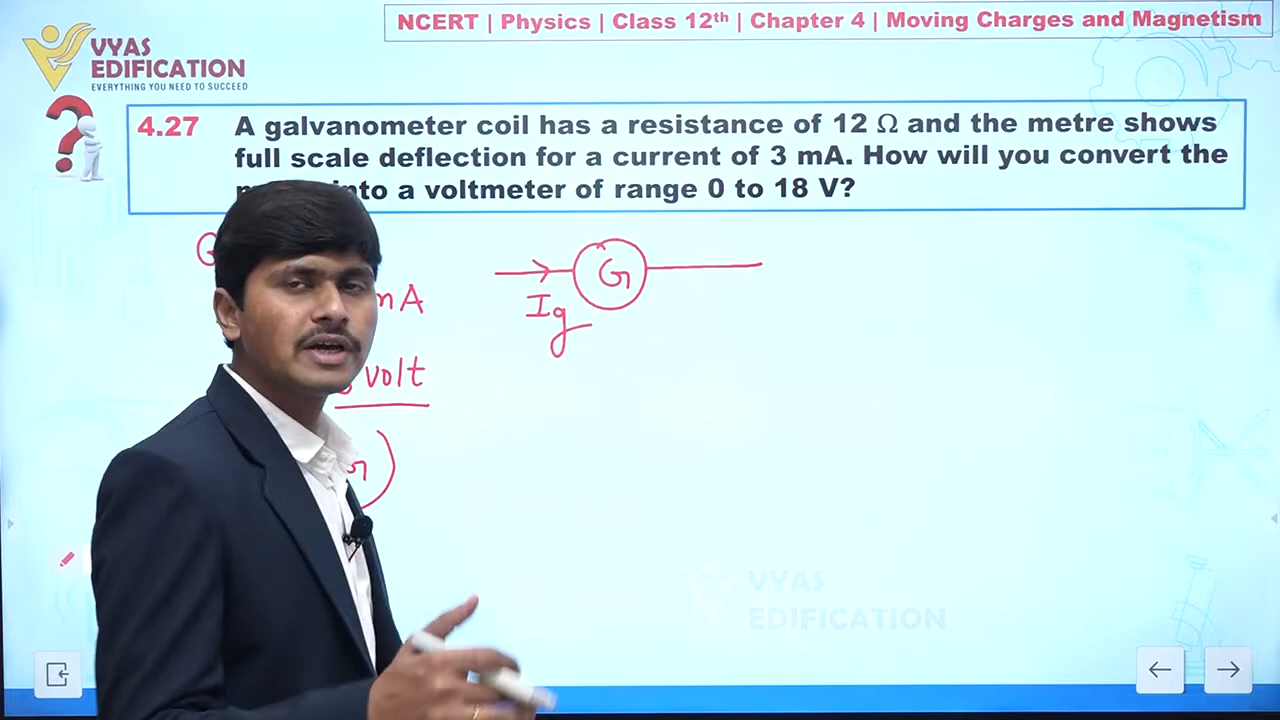 NCERT | Physics | Class 12th | Chapter 4 | Moving Charges and Magnetism
VYAS
EDIFICATION
EVERYTHING YOU NEED TO SUCCEED
4.27 A galvanometer coil has a resistance of 12 Ω and the metre shows
full scale deflection for a current of 3 mA. How will you convert the
into a voltmeter of range 0 to 18 V?
G
mA
Ig
volt
VYAS
EDIFICATION